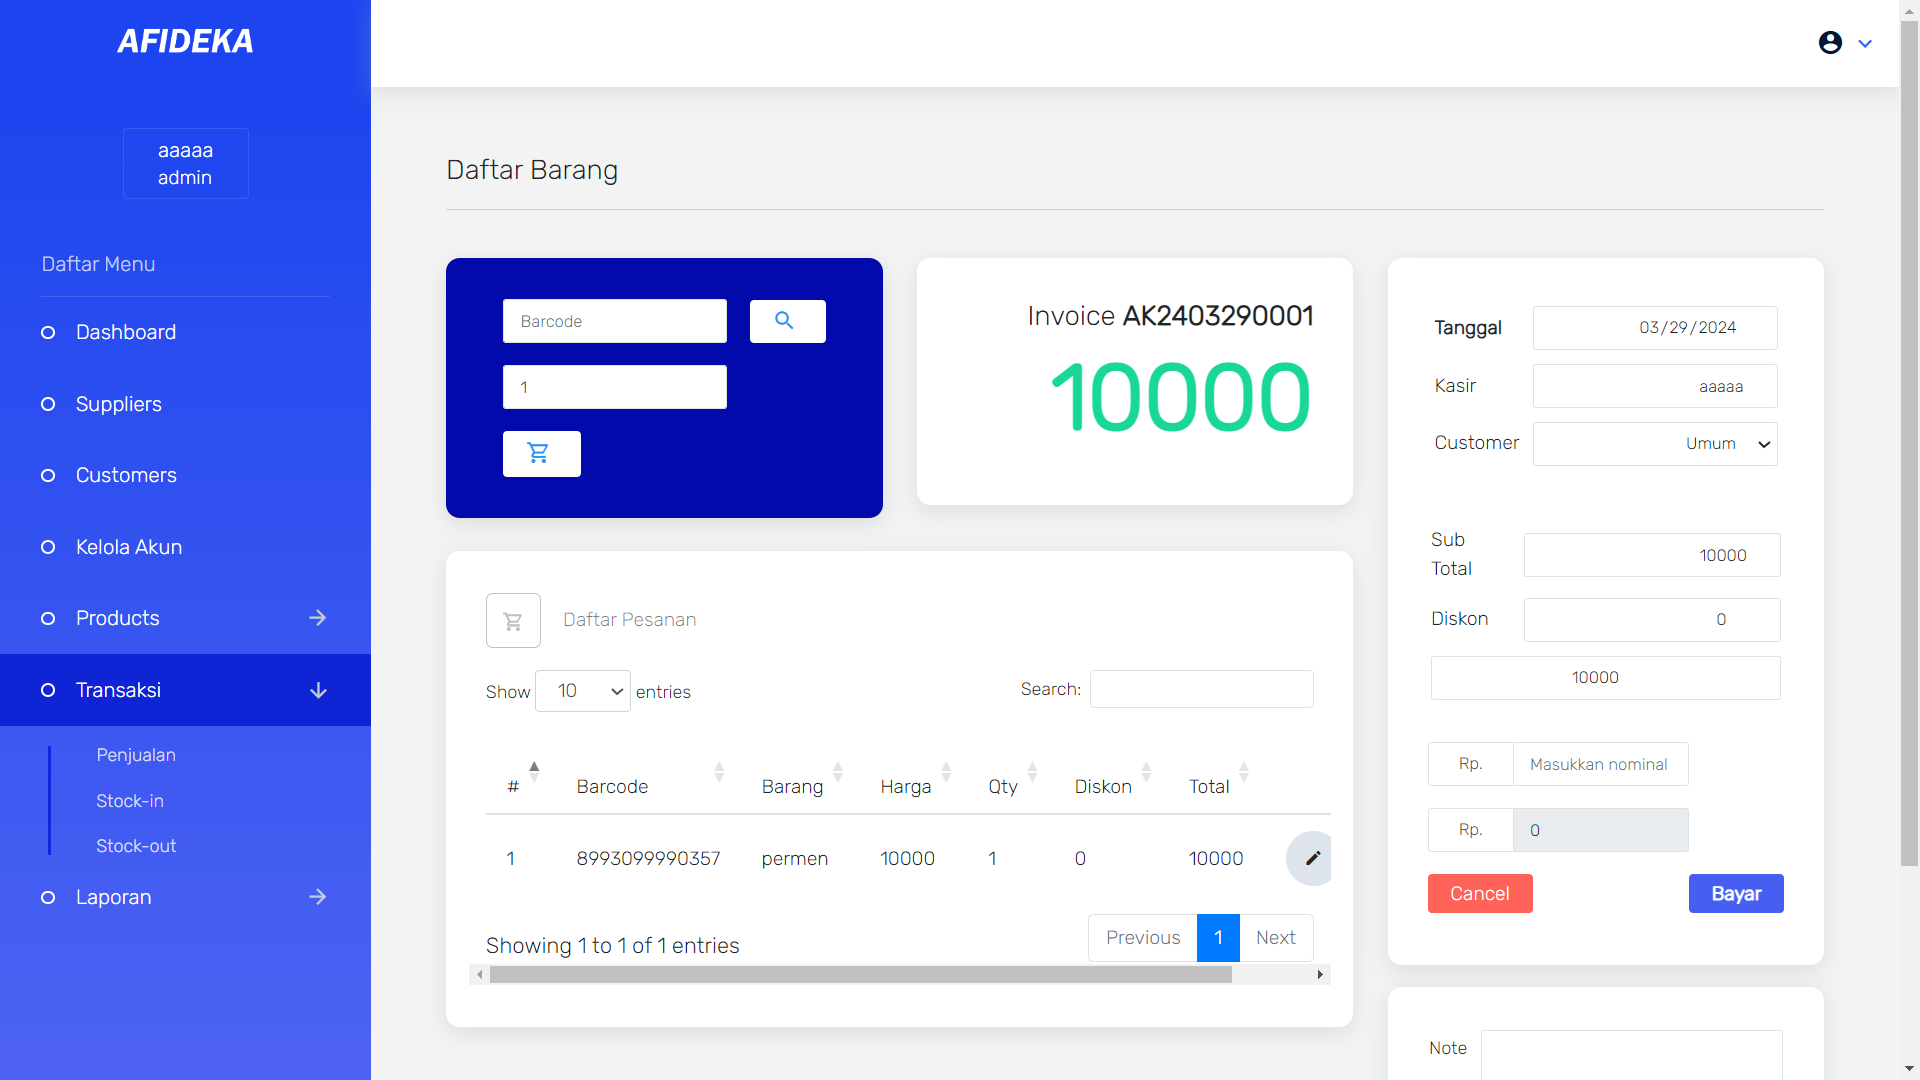 AFIDEKA
aaaaa
admin
Daftar Menu
Dashboard
Suppliers
Customers
Kelola Akun
Products
Transaksi
Penjualan
Stock-in
Stock-out
Laporan
Daftar Barang
Barcode
1
Invoice AK2403290001
10000
Tanggal 03/29/2024
Kasir aaaaa
Customer Umum
Sub
Total 10000
Diskon 0
10000
Rp. Masukkan nominal
Rp. 0
Cancel Bayar
Note
Daftar Pesanan
Show 10 entries Search:
# Barcode Barang Harga Qty Diskon Total
1 8993099990357 permen 10000 1 0 10000
Showing 1 to 1 of 1 entries Previous 1 Next